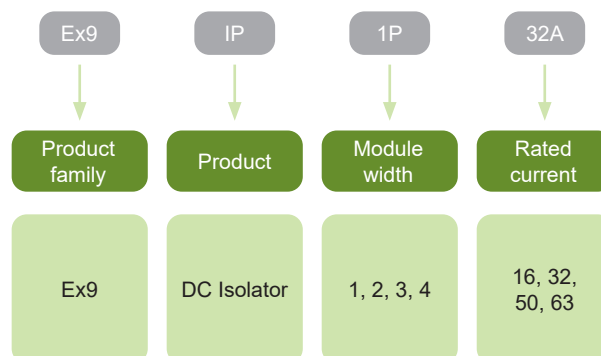 Ex9
IP
1P
32A
Product
family
Product
Module
width
Rated
current
Ex9
DC Isolator
1, 2, 3, 4
16, 32,
50, 63